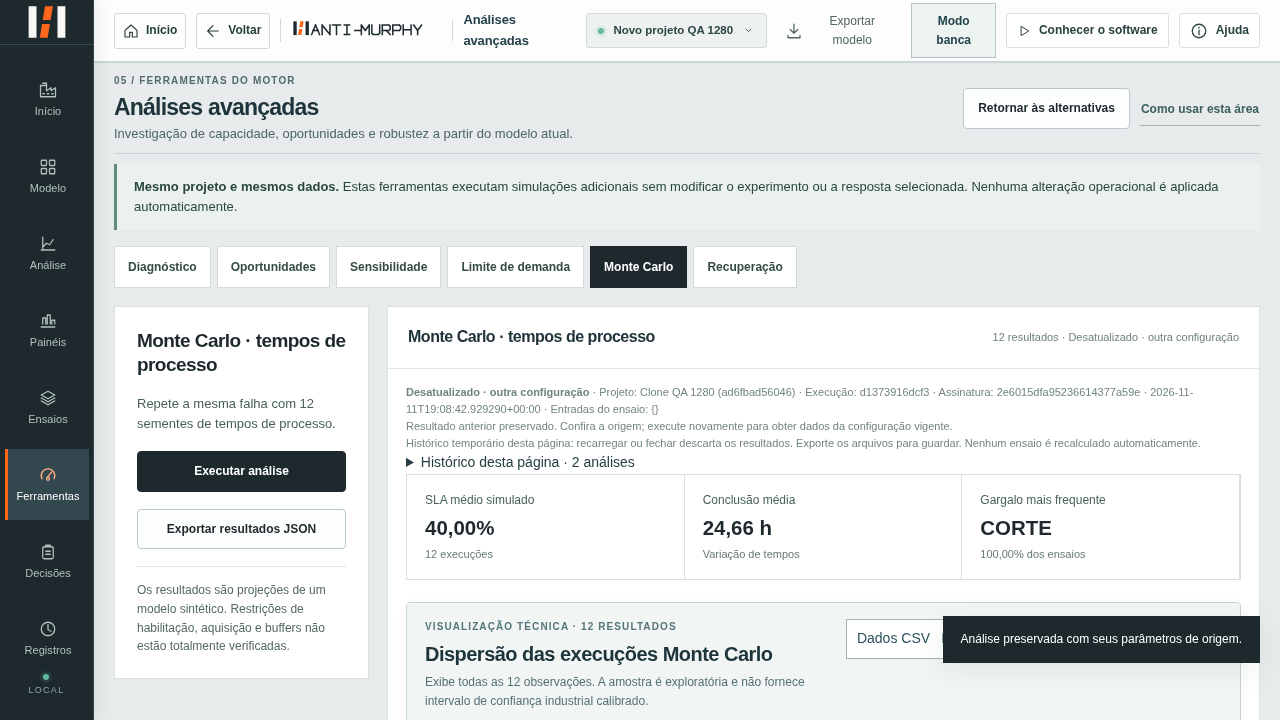 Início
Voltar
ANTI-MURPHY
Análises
avançadas
Novo projeto QA 1280
Exportar
modelo
Modo
banca
Conhecer o software
Ajuda
Início
Modelo
Análise
Painéis
Ensaios
Ferramentas
Decisões
Registros
LOCAL
05 / FERRAMENTAS DO MOTOR
Análises avançadas
Investigação de capacidade, oportunidades e robustez a partir do modelo atual.
Retornar às alternativas
Como usar esta área
Mesmo projeto e mesmos dados. Estas ferramentas executam simulações adicionais sem modificar o experimento ou a resposta selecionada. Nenhuma alteração operacional é aplicada
automaticamente.
Diagnóstico
Oportunidades
Sensibilidade
Limite de demanda
Monte Carlo
Recuperação
Monte Carlo · tempos de
processo
Repete a mesma falha com 12
sementes de tempos de processo.
Executar análise
Exportar resultados JSON
Os resultados são projeções de um
modelo sintético. Restrições de
habilitação, aquisição e buffers não
estão totalmente verificadas.
Monte Carlo · tempos de processo
12 resultados · Desatualizado · outra configuração
Desatualizado · outra configuração · Projeto: Clone QA 1280 (ad6fbad56046) · Execução: d1373916dcf3 · Assinatura: 2e6015dfa95236614377a59e · 2026-11-
11T19:08:42.929290+00:00 · Entradas do ensaio: {}
Resultado anterior preservado. Confira a origem; execute novamente para obter dados da configuração vigente.
Histórico temporário desta página: recarregar ou fechar descarta os resultados. Exporte os arquivos para guardar. Nenhum ensaio é recalculado automaticamente.
Histórico desta página · 2 análises
SLA médio simulado
40,00%
12 execuções
Conclusão média
24,66 h
Variação de tempos
Gargalo mais frequente
CORTE
100,00% dos ensaios
VISUALIZAÇÃO TÉCNICA · 12 RESULTADOS
Dispersão das execuções Monte Carlo
Exibe todas as 12 observações. A amostra é exploratória e não fornece
intervalo de confiança industrial calibrado.
Dados CSV
Análise preservada com seus parâmetros de origem.